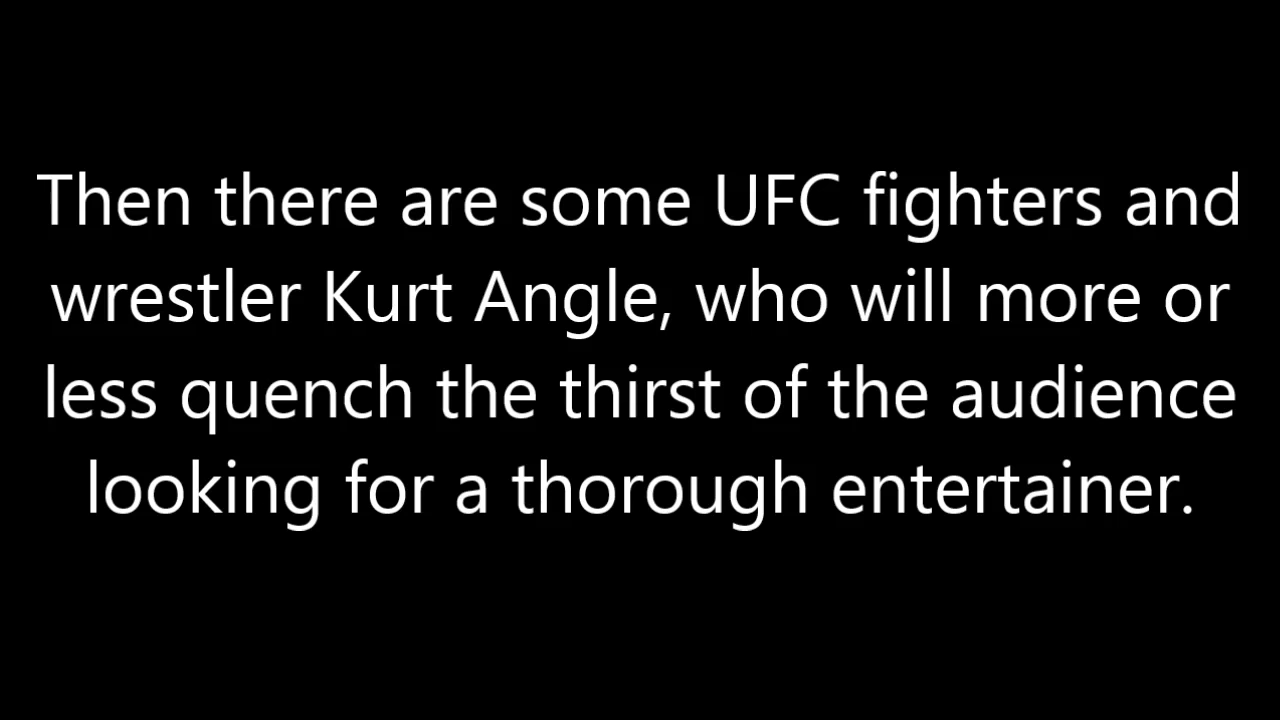 Then there are some UFC fighters and
wrestler Kurt Angle, who will more or
less quench the thirst of the audience
looking for a thorough entertainer.